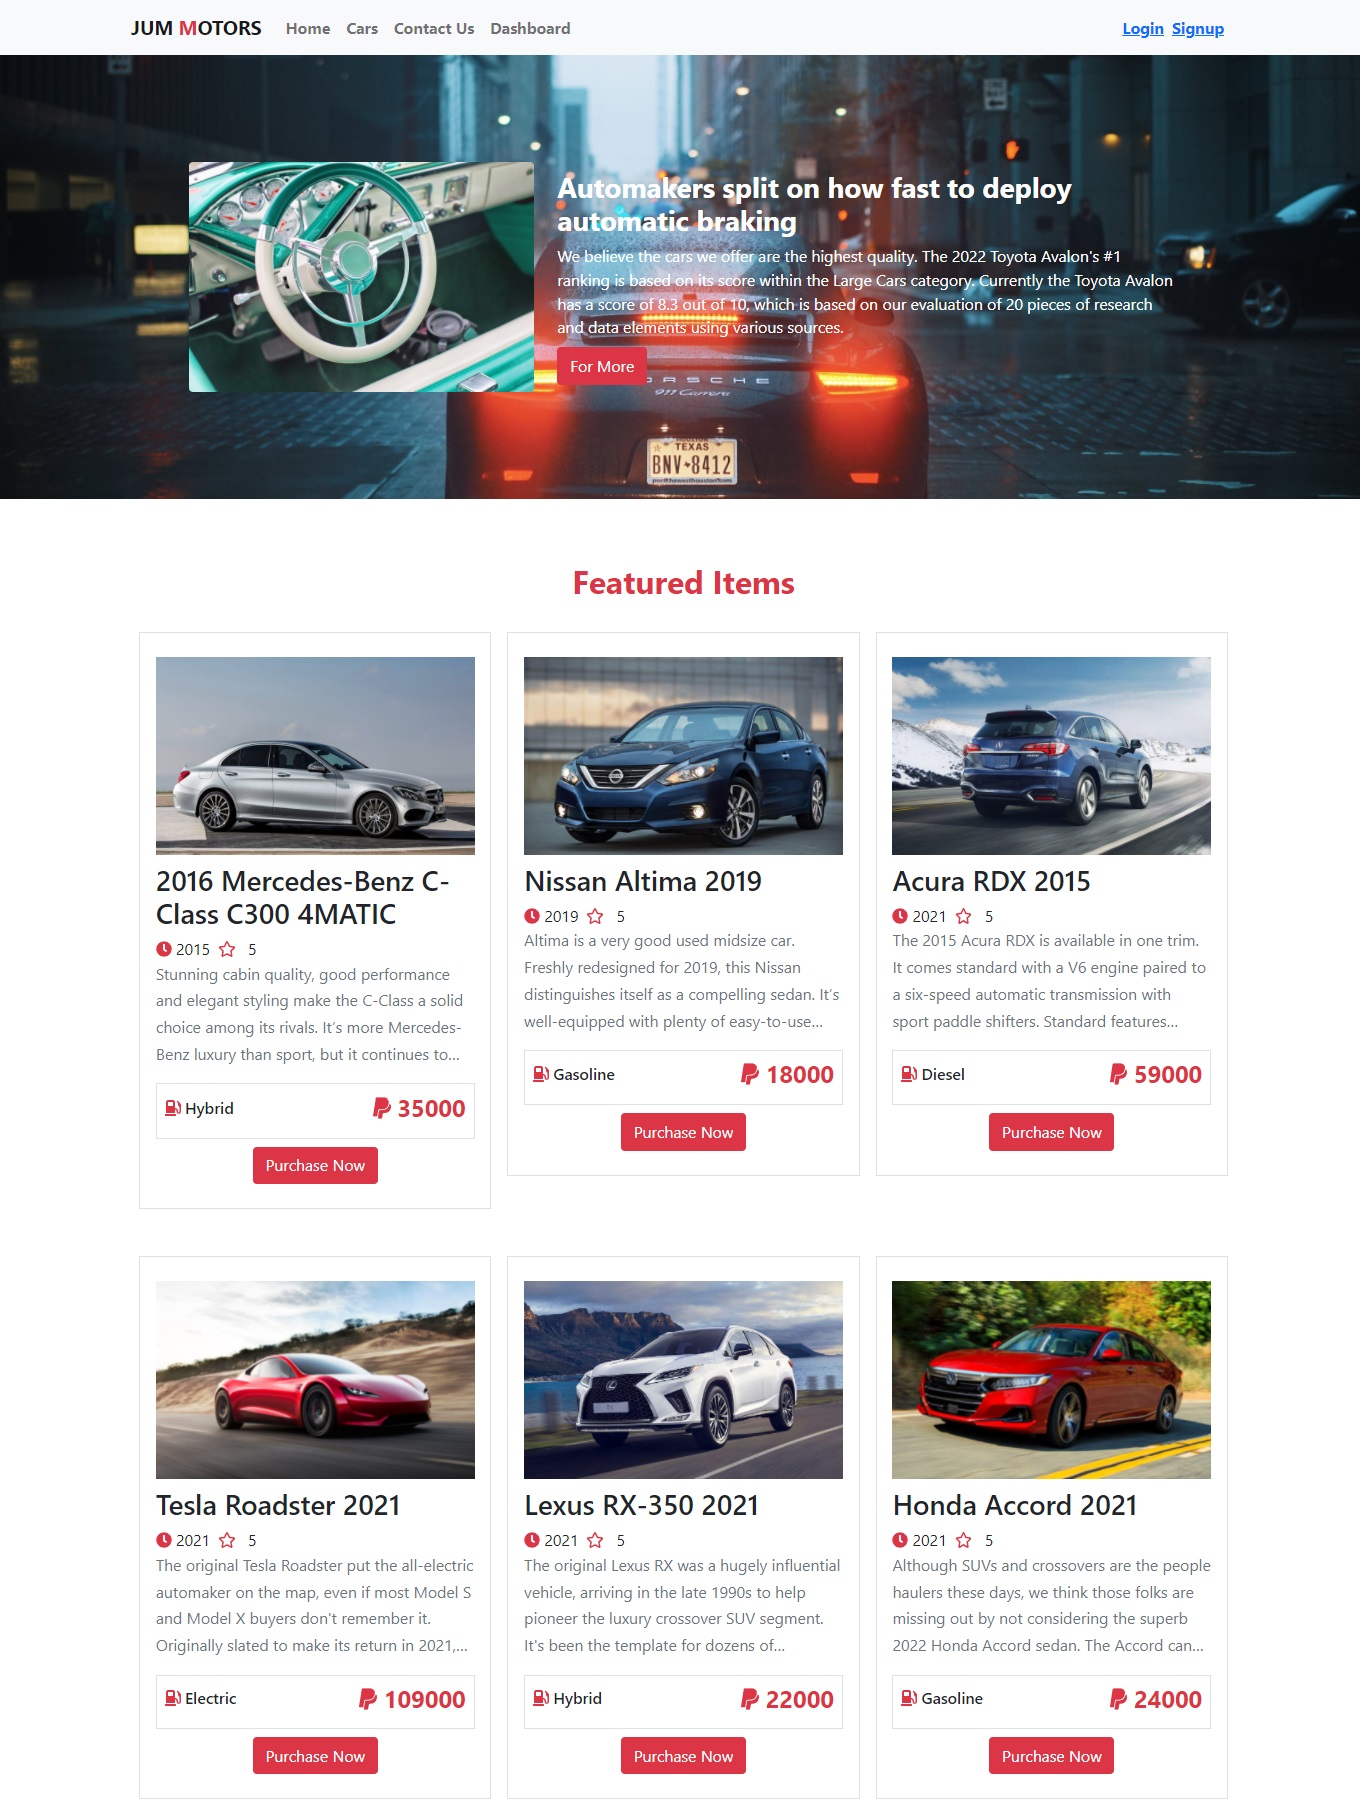 JUM MOTORS Home Cars Contact Us Dashboard Login Signup
Automakers split on how fast to deploy
automatic braking
We believe the cars we offer are the highest quality. The 2022 Toyota Avalon's #1
ranking is based on its score within the Large Cars category. Currently the Toyota Avalon
has a score of 8.3 out of 10, which is based on our evaluation of 20 pieces of research
and data elements using various sources.
For More
PORSCHE
911 Carrera
TEXAS
BNV 8412
Featured Items
2016 Mercedes-Benz C-
Class C300 4MATIC
2015 5
Stunning cabin quality, good performance
and elegant styling make the C-Class a solid
choice among its rivals. It’s more Mercedes-
Benz luxury than sport, but it continues to...
Hybrid 35000
Purchase Now
Nissan Altima 2019
2019 5
Altima is a very good used midsize car.
Freshly redesigned for 2019, this Nissan
distinguishes itself as a compelling sedan. It’s
well-equipped with plenty of easy-to-use...
Gasoline 18000
Purchase Now
Acura RDX 2015
2021 5
The 2015 Acura RDX is available in one trim.
It comes standard with a V6 engine paired to
a six-speed automatic transmission with
sport paddle shifters. Standard features...
Diesel 59000
Purchase Now
Tesla Roadster 2021
2021 5
The original Tesla Roadster put the all-electric
automaker on the map, even if most Model S
and Model X buyers don't remember it.
Originally slated to make its return in 2021,...
Electric 109000
Purchase Now
Lexus RX-350 2021
2021 5
The original Lexus RX was a hugely influential
vehicle, arriving in the late 1990s to help
pioneer the luxury crossover SUV segment.
It's been the template for dozens of...
Hybrid 22000
Purchase Now
Honda Accord 2021
2021 5
Although SUVs and crossovers are the people
haulers these days, we think those folks are
missing out by not considering the superb
2022 Honda Accord sedan. The Accord can...
Gasoline 24000
Purchase Now